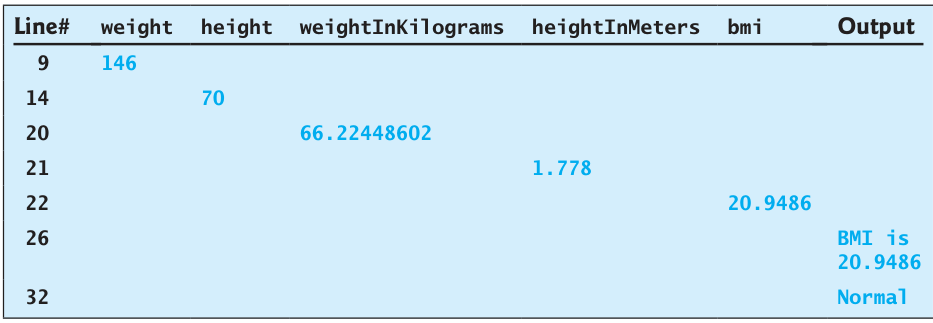 Line# weight height weightInKilograms heightInMeters bmi Output
9 146
14 70
20 66.22448602
21 1.778
22 20.9486
26 BMI is
20.9486
32 Normal